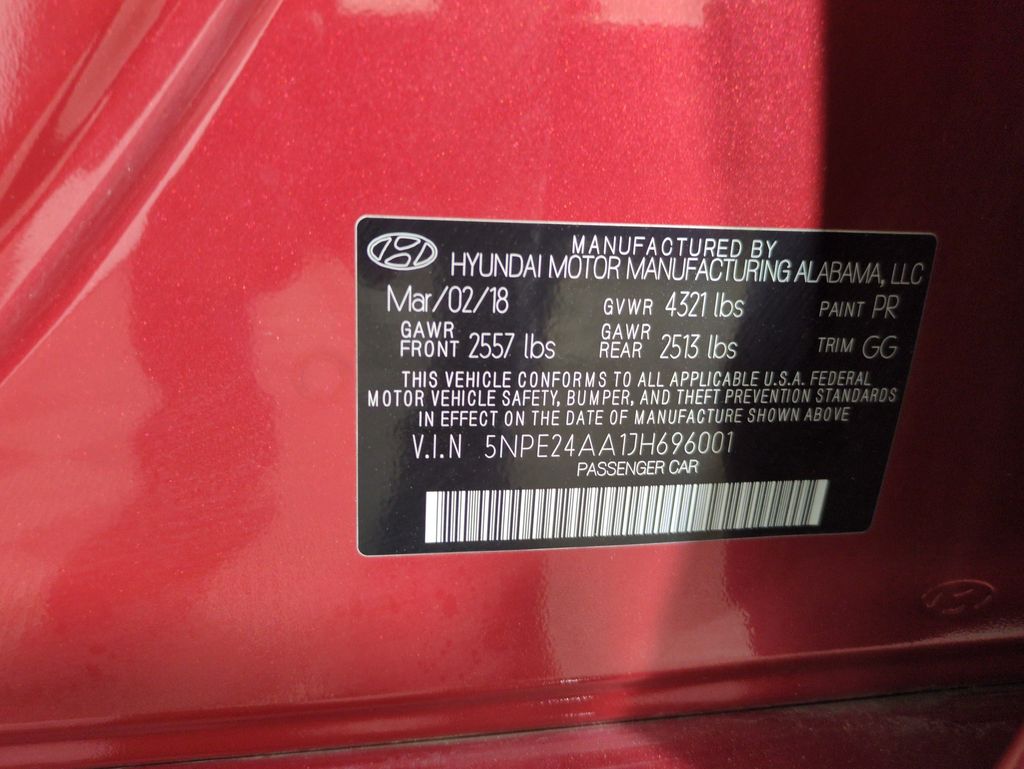 MANUFACTURED BY
HYUNDAI MOTOR MANUFACTURING ALABAMA, LLC
Mar/02/18 GVWR 4321 lbs PAINT PR
GAWR FRONT 2557 lbs GAWR REAR 2513 lbs TRIM GG
THIS VEHICLE CONFORMS TO ALL APPLICABLE U.S.A. FEDERAL
MOTOR VEHICLE SAFETY, BUMPER, AND THEFT PREVENTION STANDARDS
IN EFFECT ON THE DATE OF MANUFACTURE SHOWN ABOVE
V.I.N 5NPE24AA1JH696001
PASSENGER CAR